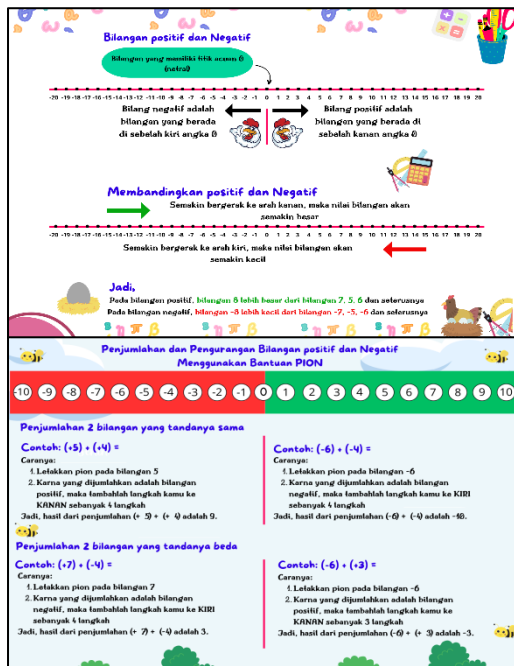 Bilangan positif dan Negatif
Bilangan yang memiliki titik acuan 0
(netral)
-20 -19 -18 -17 -16 -15 -14 -13 -12 -11 -10 -9 -8 -7 -6 -5 -4 -3 -2 -1 0 1 2 3 4 5 6 7 8 9 10 11 12 13 14 15 16 17 18 19 20
Bilang negatif adalah
bilangan yang berada
di sebelah kiri angka 0
Bilang positif adalah
bilangan yang berada di
sebelah kanan angka 0
Membandingkan positif dan Negatif
Semakin bergerak ke arah kanan, maka nilai bilangan akan
semakin besar
-20 -19 -18 -17 -16 -15 -14 -13 -12 -11 -10 -9 -8 -7 -6 -5 -4 -3 -2 -1 0 1 2 3 4 5 6 7 8 9 10 11 12 13 14 15 16 17 18 19 20
Semakin bergerak ke arah kiri, maka nilai bilangan akan
semakin kecil
Jadi,
Pada bilangan positif, bilangan 8 lebih besar dari bilangan 7, 5, 6 dan seterusnya
Pada bilangan negatif, bilangan -8 lebih kecil dari bilangan -7, -5, -6 dan seterusnya
Penjumlahan dan Pengurangan Bilangan positif dan Negatif
Menggunakan Bantuan PION
-10 -9 -8 -7 -6 -5 -4 -3 -2 -1 0 1 2 3 4 5 6 7 8 9 10
Penjumlahan 2 bilangan yang tandanya sama
Contoh: (+5) + (+4) =
Caranya:
1. Letakkan pion pada bilangan 5
2. Karna yang dijumlahkan adalah bilangan
positif, maka tambahlah langkah kamu ke
KANAN sebanyak 4 langkah
Jadi, hasil dari penjumlahan (+ 5) + (+ 4) adalah 9.
Contoh: (-6) + (-4) =
Caranya:
1. Letakkan pion pada bilangan -6
2. Karna yang dijumlahkan adalah bilangan
negatif, maka tambahlah langkah kamu ke KIRI
sebanyak 4 langkah
Jadi, hasil dari penjumlahan (-6) + (-4) adalah -10.
Penjumlahan 2 bilangan yang tandanya beda
Contoh: (+7) + (-4) =
Caranya:
1. Letakkan pion pada bilangan 7
2. Karna yang dijumlahkan adalah bilangan
negatif, maka tambahlah langkah kamu ke KIRI
sebanyak 4 langkah
Jadi, hasil dari penjumlahan (+ 7) + (-4) adalah 3.
Contoh: (-6) + (+3) =
Caranya:
1. Letakkan pion pada bilangan -6
2. Karna yang dijumlahkan adalah bilangan
positif, maka tambahlah langkah kamu ke
KANAN sebanyak 3 langkah
Jadi, hasil dari penjumlahan (-6) + (+ 3) adalah -3.